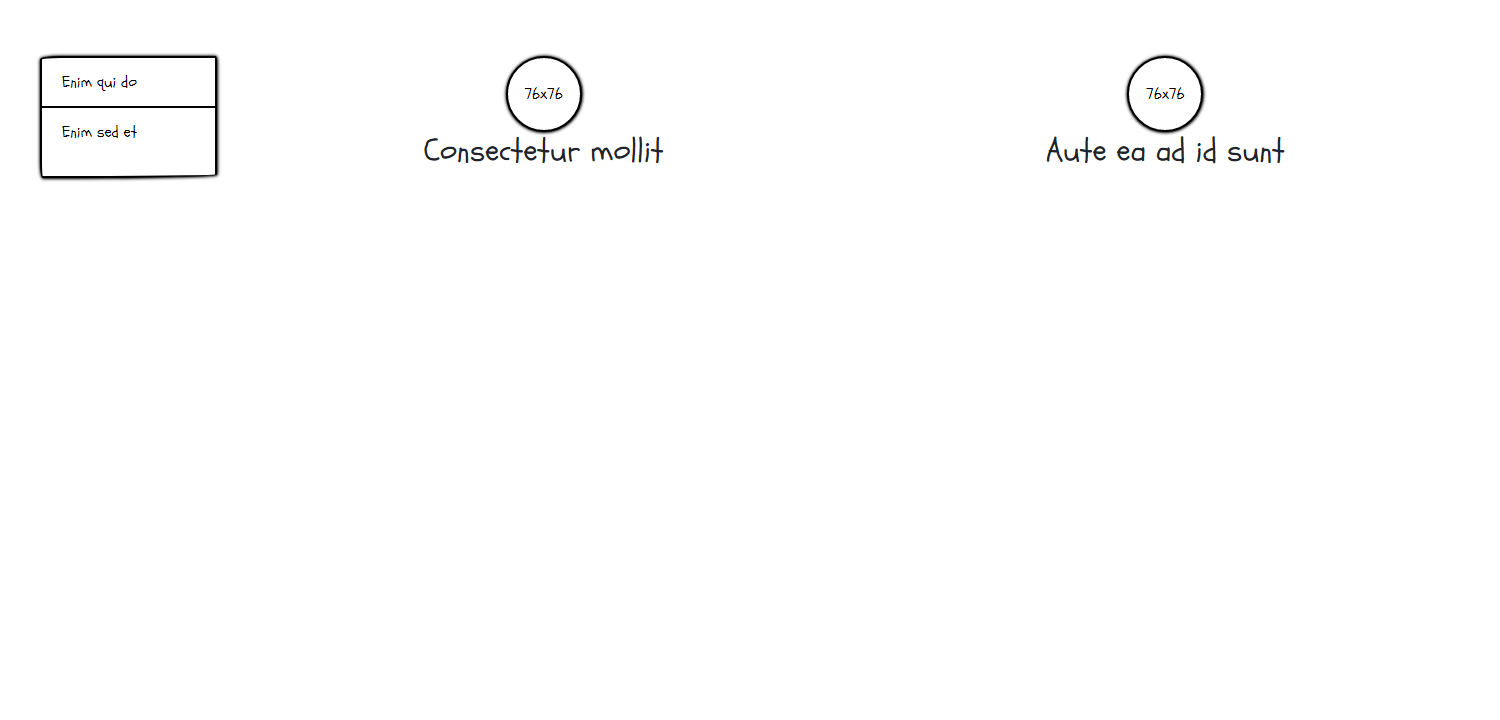 Enim qui do
Enim sed et
76x76
Consectetur mollit
76x76
Aute ea ad id sunt